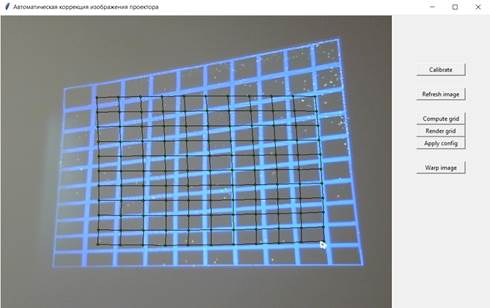 Автоматическая коррекция изображения проектора
Calibrate
Refresh image
Compute grid
Render grid
Apply config
Warp image